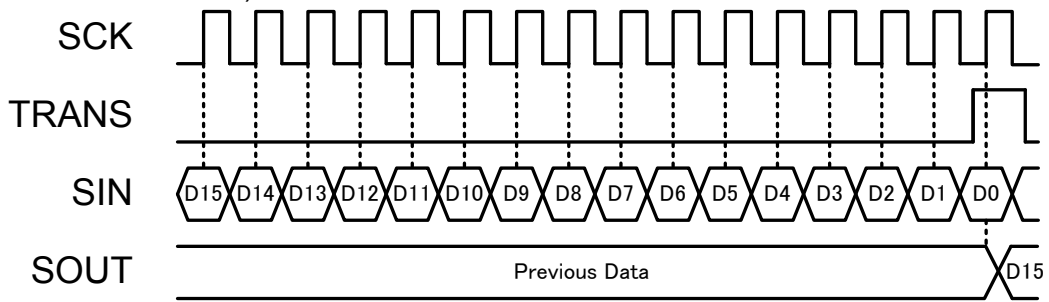 SCK
TRANS
SIN D15 D14 D13 D12 D11 D10 D9 D8 D7 D6 D5 D4 D3 D2 D1 D0
SOUT Previous Data D15